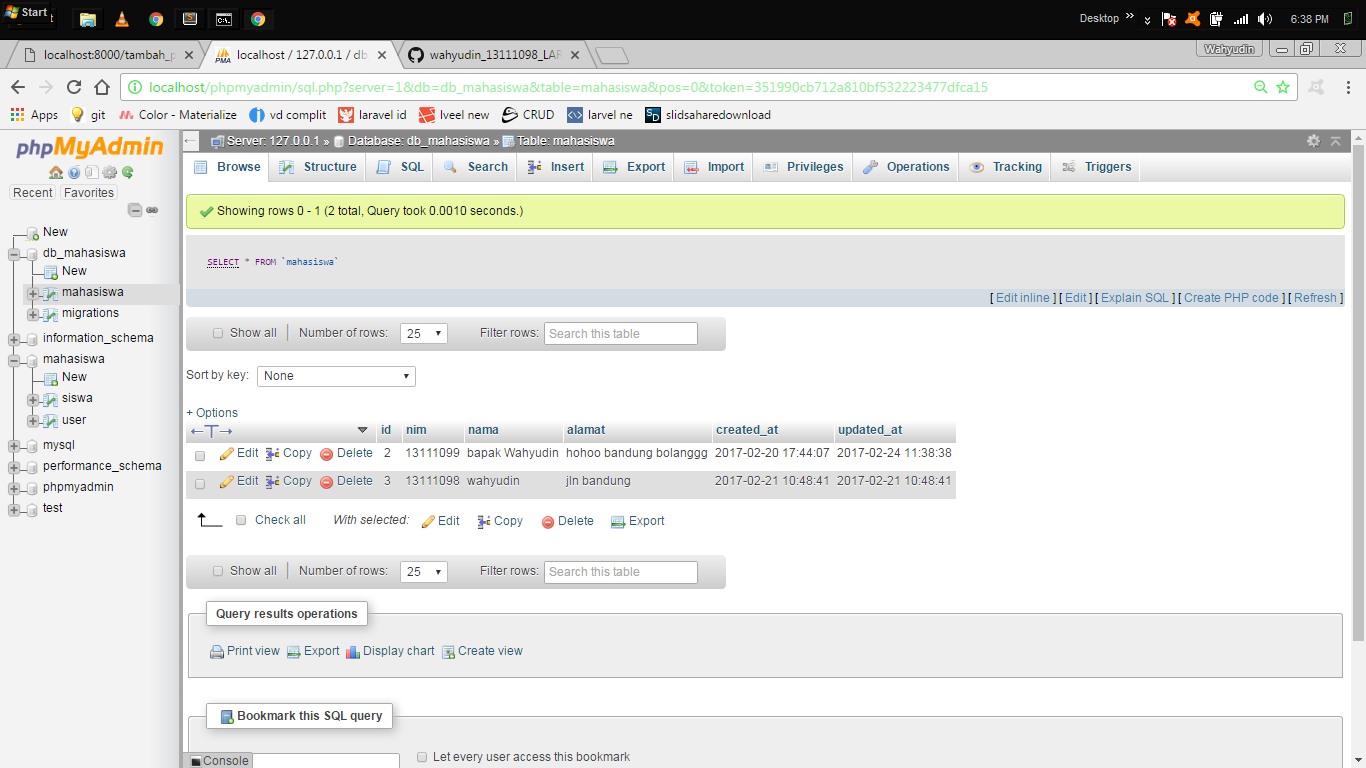 Start
Desktop » 6:38 PM
localhost:8000/tambah_p
localhost / 127.0.0.1 / db
wahyudin_13111098_LAR
Wahyudin
localhost/phpmyadmin/sql.php?server=1&db=db_mahasiswa&table=mahasiswa&pos=0&token=351990cb712a810bf532223477dfca15
Apps git Color - Materialize vd complit laravel id lveel new CRUD larvel ne slidsaharedownload
phpMyAdmin
Recent Favorites
New
db_mahasiswa
New
mahasiswa
migrations
information_schema
mahasiswa
New
siswa
user
mysql
performance_schema
phpmyadmin
test
Server: 127.0.0.1 » Database: db_mahasiswa » Table: mahasiswa
Browse Structure SQL Search Insert Export Import Privileges Operations Tracking Triggers
Showing rows 0 - 1 (2 total, Query took 0.0010 seconds.)
SELECT * FROM `mahasiswa`
[ Edit inline ] [ Edit ] [ Explain SQL ] [ Create PHP code ] [ Refresh ]
Show all Number of rows: 25 Filter rows: Search this table
Sort by key: None
+ Options
←T→ id nim nama alamat created_at updated_at
Edit Copy Delete 2 13111099 bapak Wahyudin hohoo bandung bolanggg 2017-02-20 17:44:07 2017-02-24 11:38:38
Edit Copy Delete 3 13111098 wahyudin jln bandung 2017-02-21 10:48:41 2017-02-21 10:48:41
Check all With selected: Edit Copy Delete Export
Show all Number of rows: 25 Filter rows: Search this table
Query results operations
Print view Export Display chart Create view
Bookmark this SQL query
Console
Let every user access this bookmark